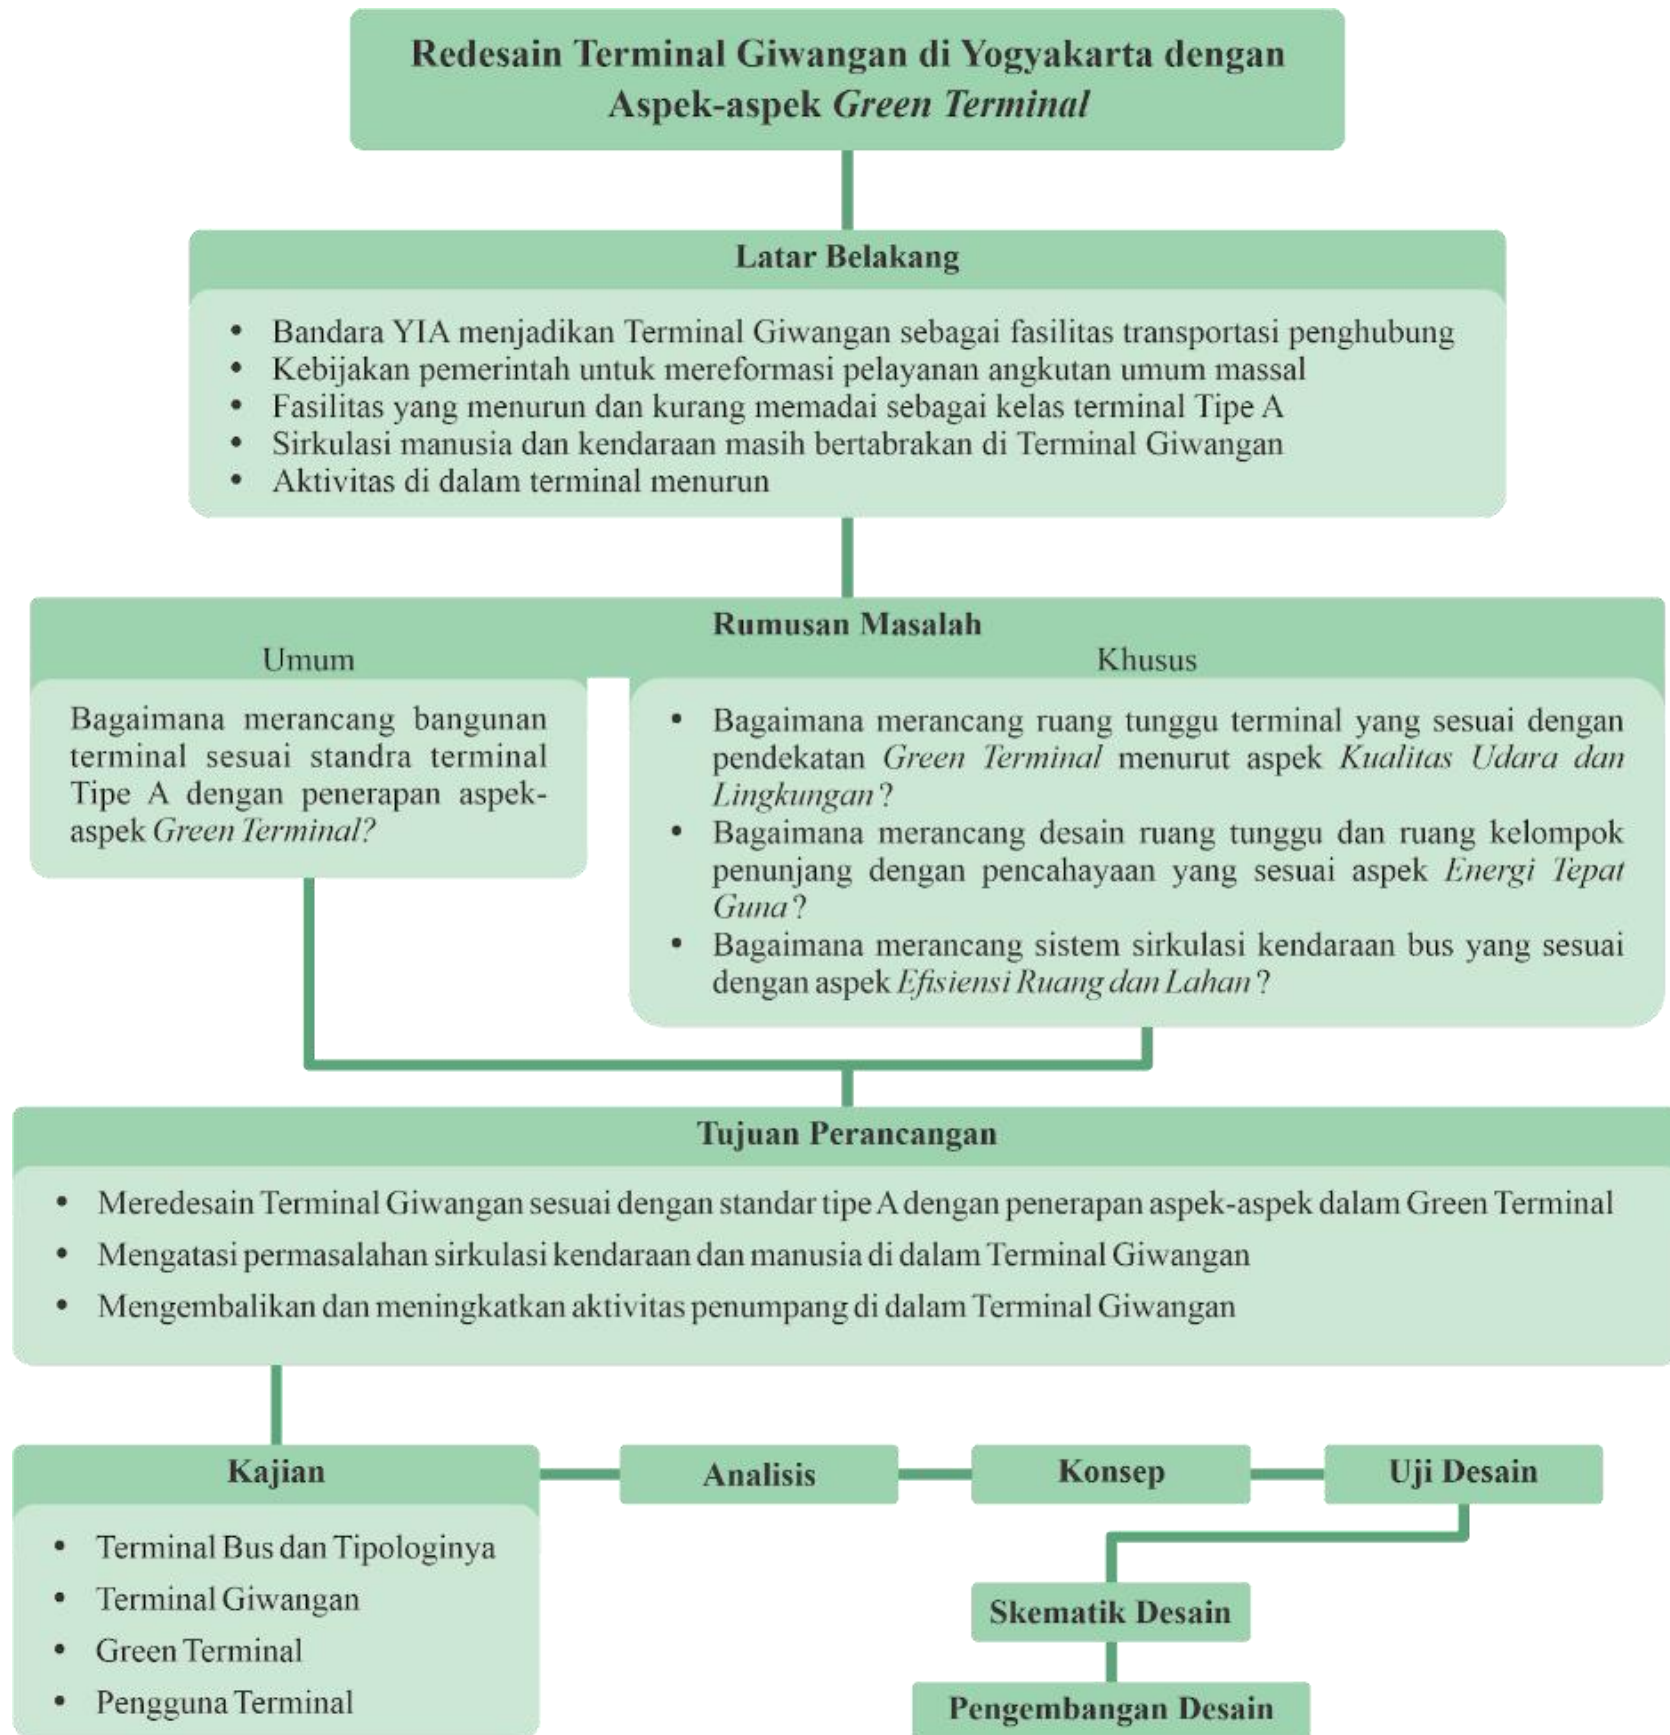 Redesain Terminal Giwangan di Yogyakarta dengan
Aspek-aspek Green Terminal
Latar Belakang
• Bandara YIA menjadikan Terminal Giwangan sebagai fasilitas transportasi penghubung
• Kebijakan pemerintah untuk mereformasi pelayanan angkutan umum massal
• Fasilitas yang menurun dan kurang memadai sebagai kelas terminal Tipe A
• Sirkulasi manusia dan kendaraan masih bertabrakan di Terminal Giwangan
• Aktivitas di dalam terminal menurun
Rumusan Masalah
Umum
Bagaimana merancang bangunan
terminal sesuai standra terminal
Tipe A dengan penerapan aspek-
aspek Green Terminal?
Khusus
• Bagaimana merancang ruang tunggu terminal yang sesuai dengan
pendekatan Green Terminal menurut aspek Kualitas Udara dan
Lingkungan?
• Bagaimana merancang desain ruang tunggu dan ruang kelompok
penunjang dengan pencahayaan yang sesuai aspek Energi Tepat
Guna?
• Bagaimana merancang sistem sirkulasi kendaraan bus yang sesuai
dengan aspek Efisiensi Ruang dan Lahan?
Tujuan Perancangan
• Meredesain Terminal Giwangan sesuai dengan standar tipe A dengan penerapan aspek-aspek dalam Green Terminal
• Mengatasi permasalahan sirkulasi kendaraan dan manusia di dalam Terminal Giwangan
• Mengembalikan dan meningkatkan aktivitas penumpang di dalam Terminal Giwangan
Kajian
• Terminal Bus dan Tipologinya
• Terminal Giwangan
• Green Terminal
• Pengguna Terminal
Analisis
Konsep
Uji Desain
Skematik Desain
Pengembangan Desain